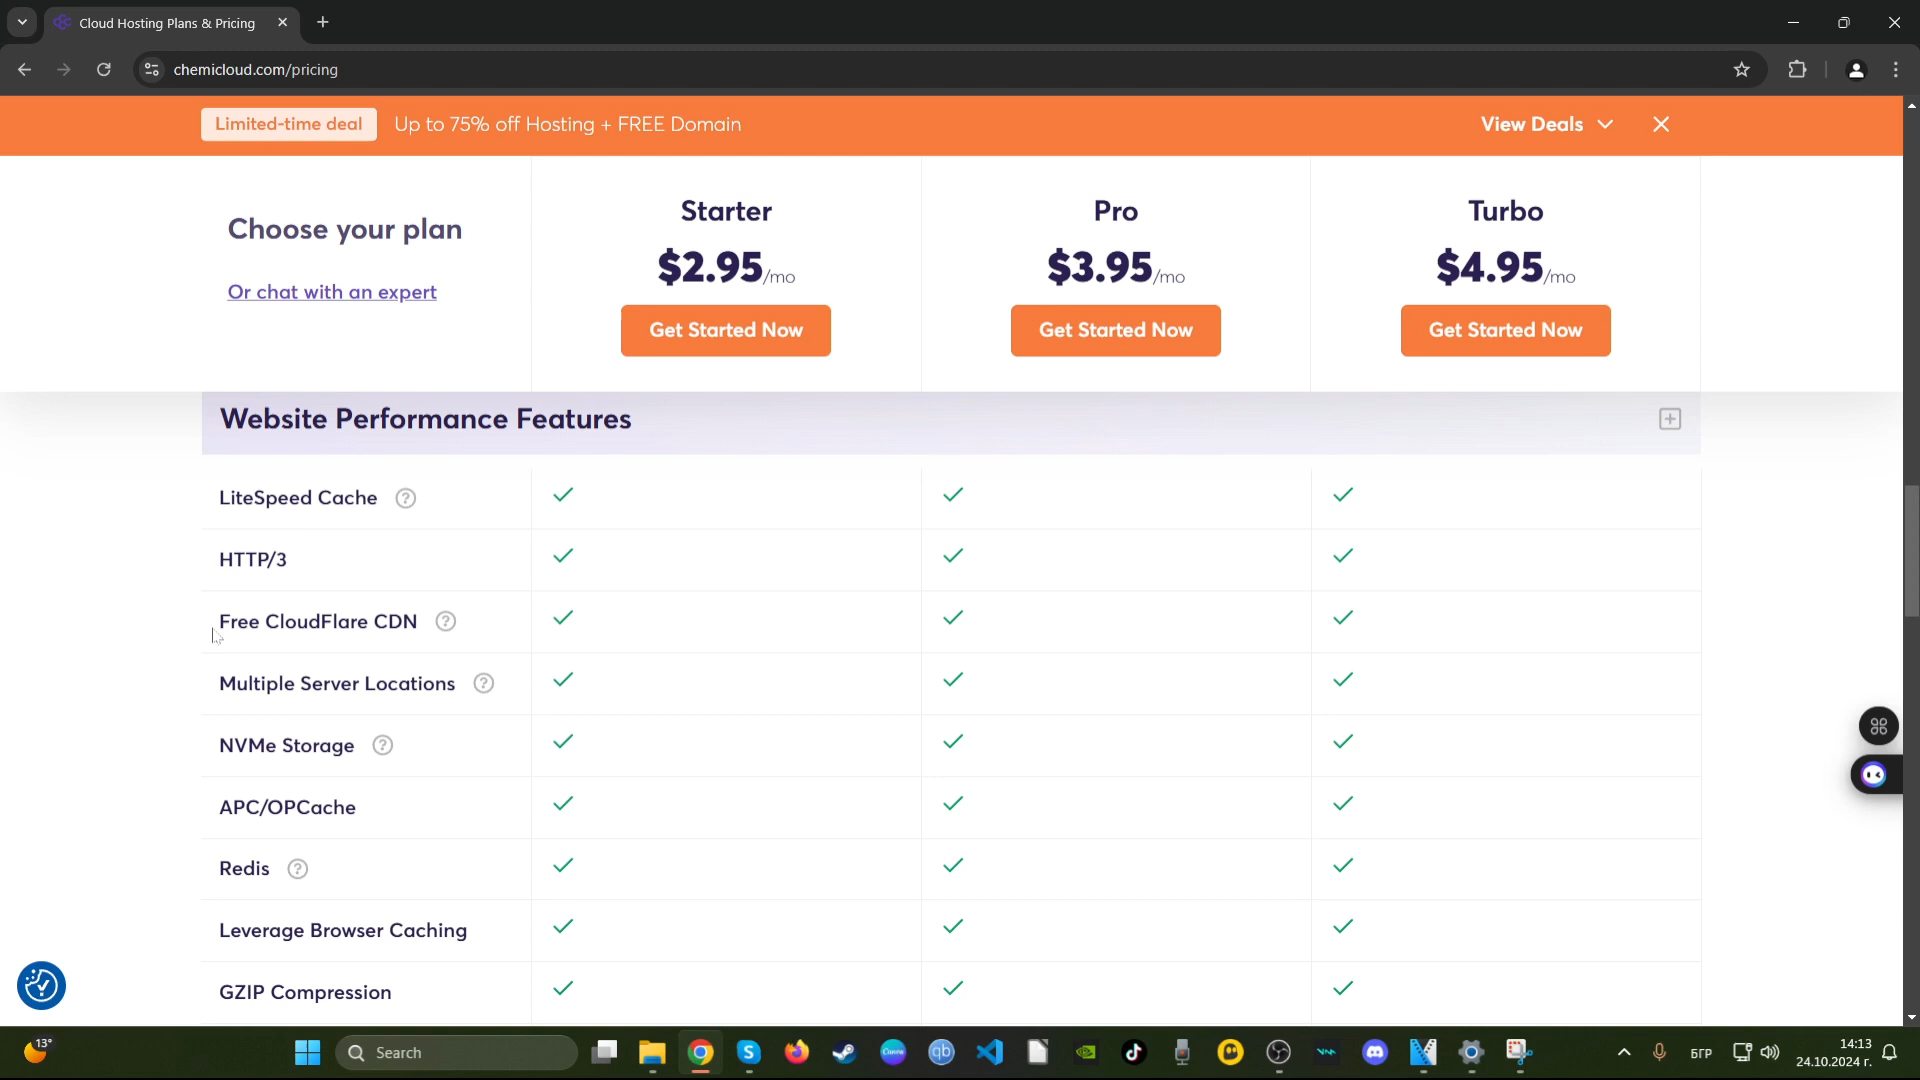 Cloud Hosting Plans & Pricing
chemicloud.com/pricing
Limited-time deal Up to 75% off Hosting + FREE Domain View Deals
Choose your plan
Or chat with an expert
Starter
$2.95/mo
Get Started Now
Pro
$3.95/mo
Get Started Now
Turbo
$4.95/mo
Get Started Now
Website Performance Features
LiteSpeed Cache ?
HTTP/3
Free CloudFlare CDN ?
Multiple Server Locations ?
NVMe Storage ?
APC/OPCache
Redis ?
Leverage Browser Caching
GZIP Compression
13°
Search
Canva
qb
БГР
14:13
24.10.2024 г.